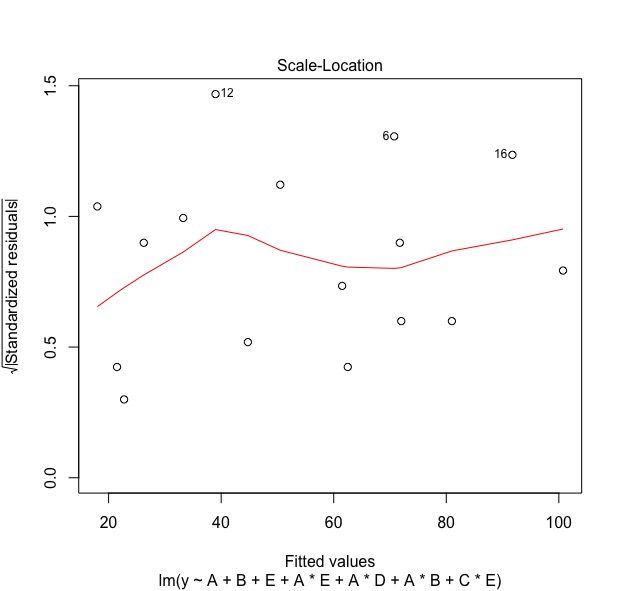 Scale-Location
√|Standardized residuals|
1.5
1.0
0.5
0.0
12
6
16
20 40 60 80 100
Fitted values
lm(y ~ A + B + E + A * E + A * D + A * B + C * E)